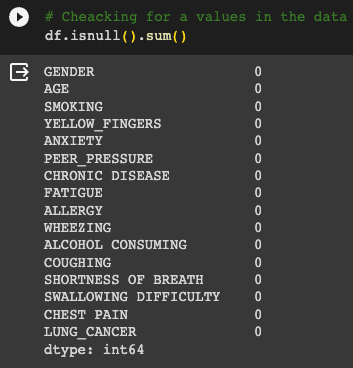 # Cheacking for a values in the data
df.isnull().sum()
GENDER 0
AGE 0
SMOKING 0
YELLOW_FINGERS 0
ANXIETY 0
PEER_PRESSURE 0
CHRONIC DISEASE 0
FATIGUE 0
ALLERGY 0
WHEEZING 0
ALCOHOL CONSUMING 0
COUGHING 0
SHORTNESS OF BREATH 0
SWALLOWING DIFFICULTY 0
CHEST PAIN 0
LUNG_CANCER 0
dtype: int64